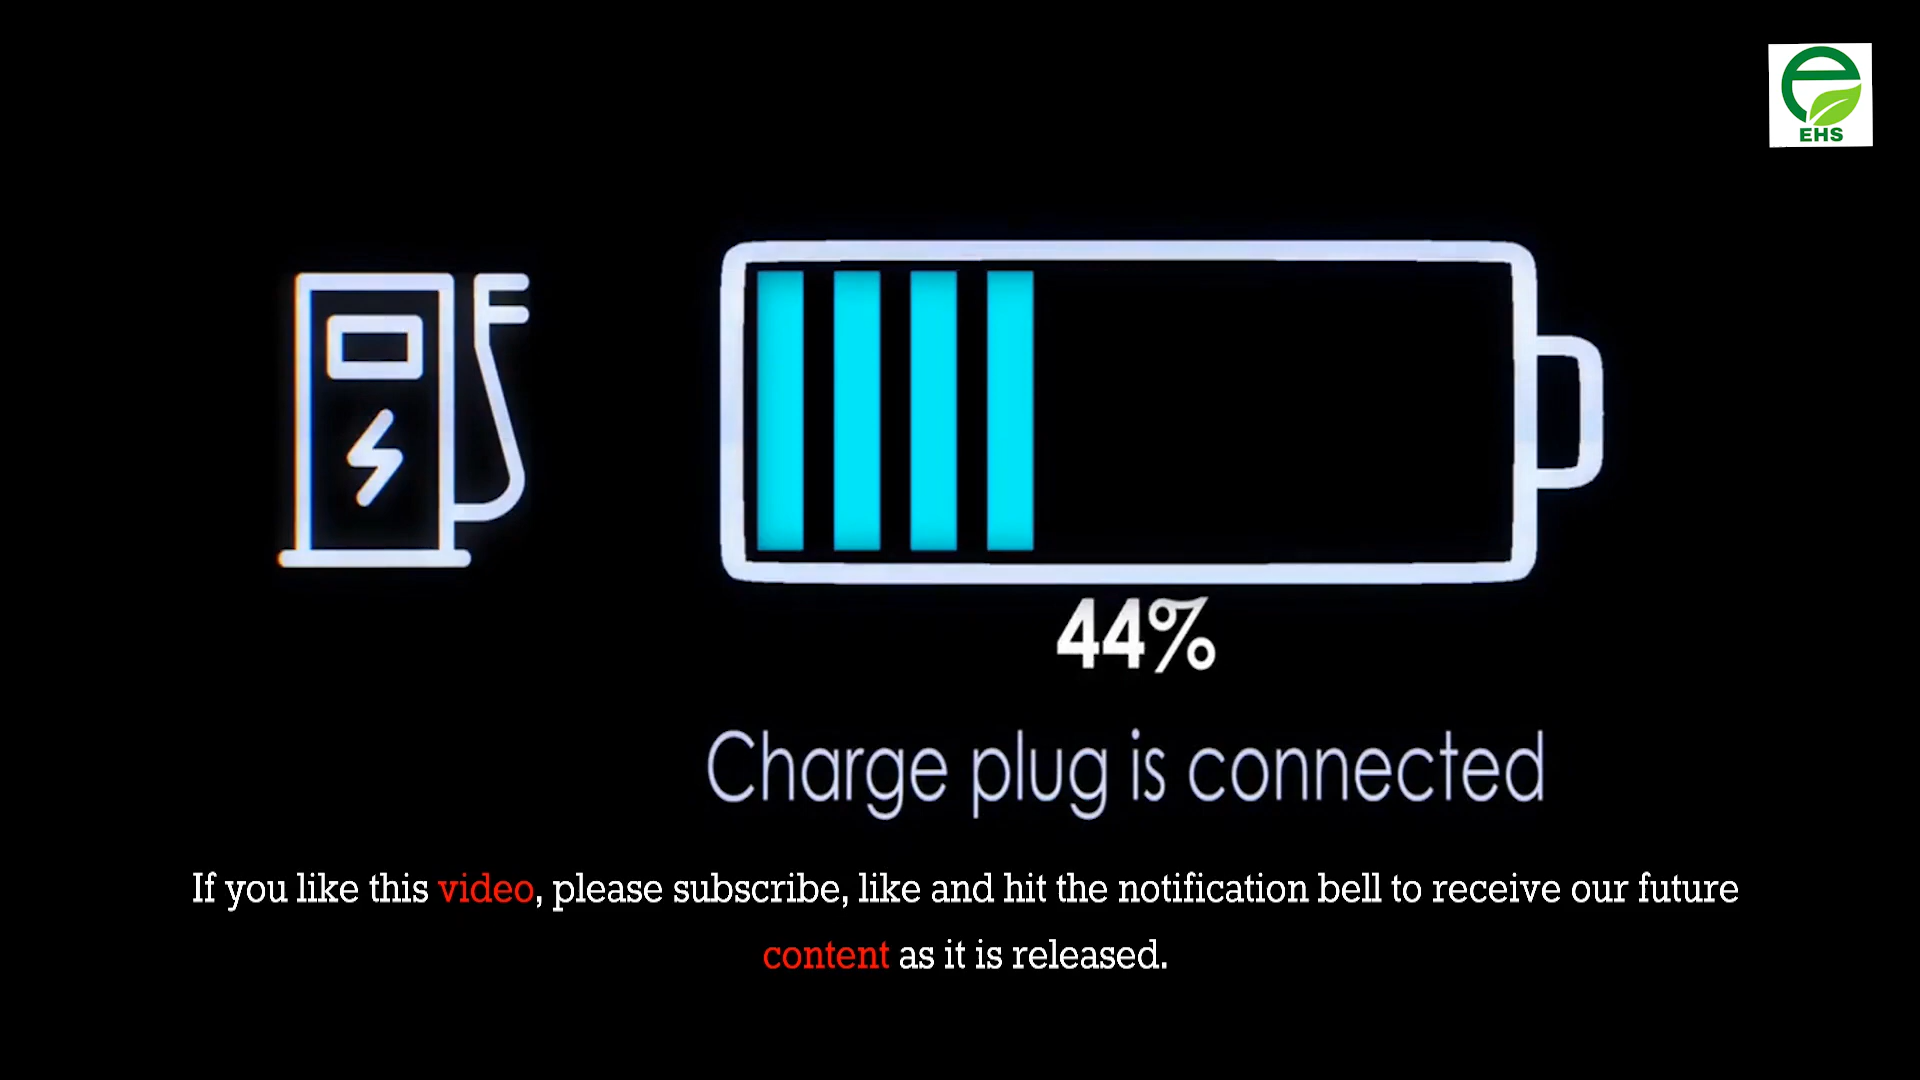 EHS
44%
Charge plug is connected
If you like this video, please subscribe, like and hit the notification bell to receive our future
content as it is released.